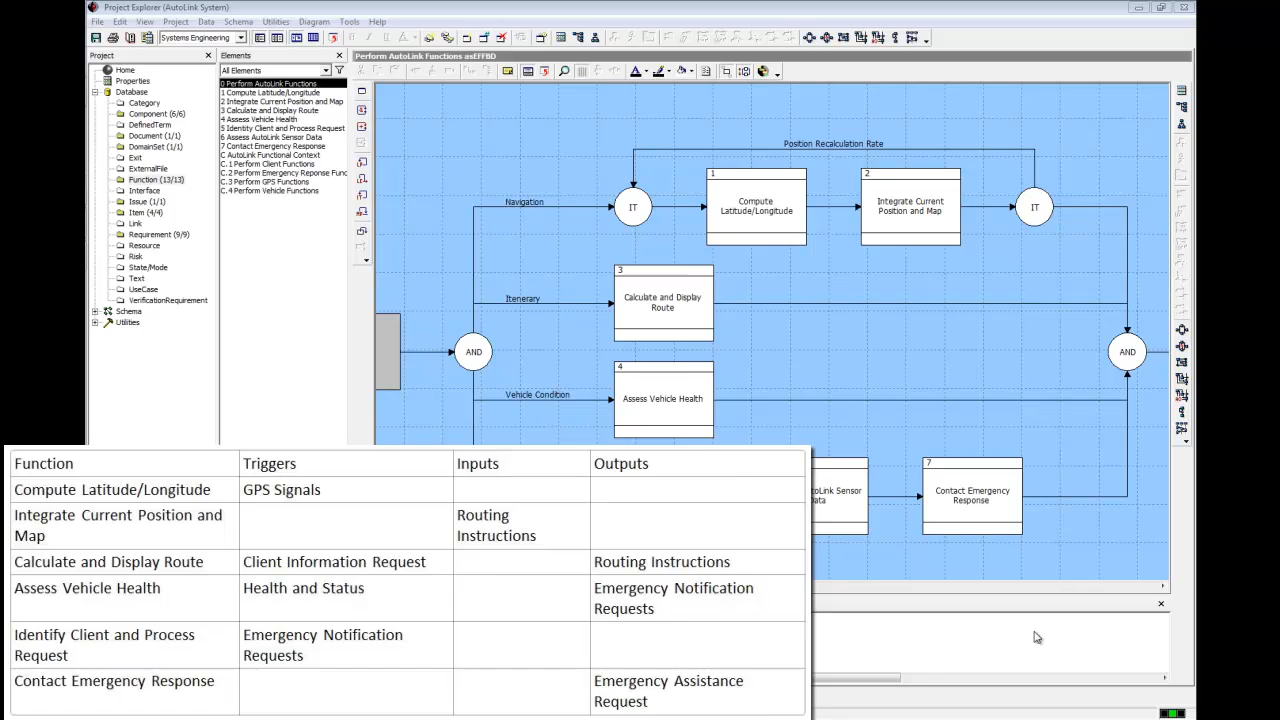 Project Explorer (AutoLink System)
File Edit View Project Data Schema Utilities Diagram Tools Help
Systems Engineering
Project
Elements
Perform AutoLink Functions asEFFBD
All Elements
Home
Properties
Database
Category
Component (6/6)
DefinedTerm
Document (1/1)
DomainSet (1/1)
Exit
ExternalFile
Function (13/13)
Interface
Issue (1/1)
Item (4/4)
Link
Requirement (9/9)
Resource
Risk
State/Mode
Text
UseCase
VerificationRequirement
Schema
Utilities
0 Perform AutoLink Functions
1 Compute Latitude/Longitude
2 Integrate Current Position and Map
3 Calculate and Display Route
4 Assess Vehicle Health
5 Identify Client and Process Request
6 Assess AutoLink Sensor Data
7 Contact Emergency Response
C AutoLink Functional Context
C.1 Perform Client Functions
C.2 Perform Emergency Reponse Func
C.3 Perform GPS Functions
C.4 Perform Vehicle Functions
Position Recalculation Rate
Navigation
IT
1
Compute
Latitude/Longitude
2
Integrate Current
Position and Map
IT
Itenerary
3
Calculate and Display
Route
AND
AND
Vehicle Condition
4
Assess Vehicle Health
toLink Sensor
Data
7
Contact Emergency
Response
Function Triggers Inputs Outputs
Compute Latitude/Longitude GPS Signals
Integrate Current Position and
Map
Routing
Instructions
Calculate and Display Route Client Information Request Routing Instructions
Assess Vehicle Health Health and Status Emergency Notification
Requests
Identify Client and Process
Request
Emergency Notification
Requests
Contact Emergency Response Emergency Assistance
Request